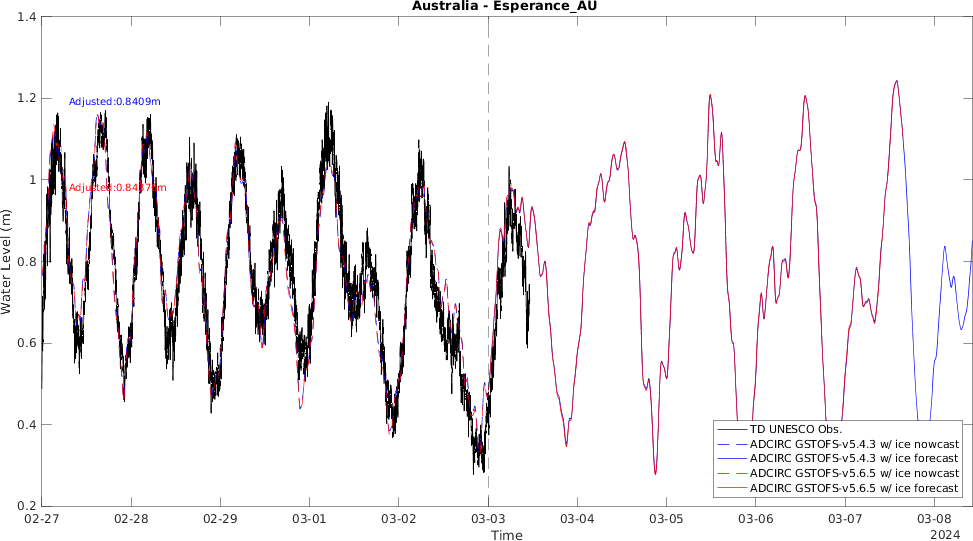 Australia - Esperance_AU
1.4
1.2
1
0.8
0.6
0.4
0.2
Water Level (m)
Adjusted:0.8409m
TD UNESCO Obs.
ADCIRC GSTOFS-v5.4.3 w/ ice nowcast
ADCIRC GSTOFS-v5.4.3 w/ ice forecast
ADCIRC GSTOFS-v5.6.5 w/ ice nowcast
ADCIRC GSTOFS-v5.6.5 w/ ice forecast
02-27 02-28 02-29 03-01 03-02 03-03 03-04 03-05 03-06 03-07 03-08
Time
2024